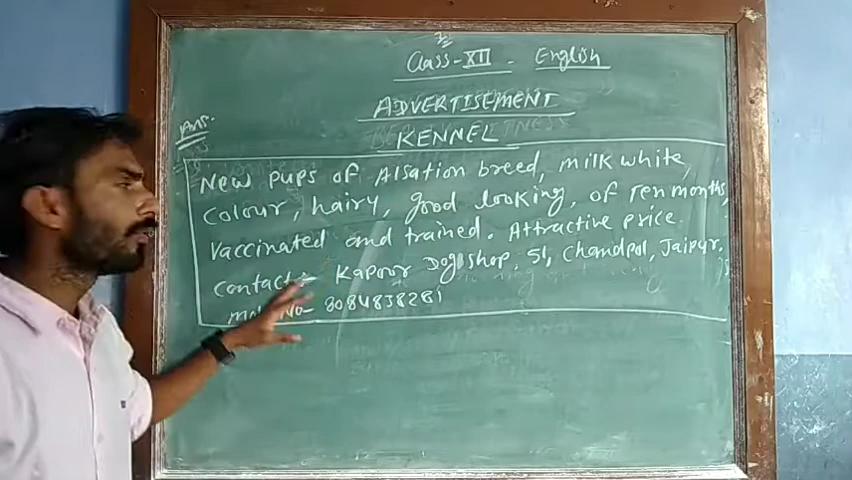 Class-XII English
ADVERTISEMENT
KENNEL
Ans.
New pups of Alsation breed, milk white,
Colour, hairy, good looking, of Ten months,
Vaccinated and trained. Attractive price.
Contact:- Kapoor Dog shop, 51, Chandpol, Jaipur.
No- 8084838281